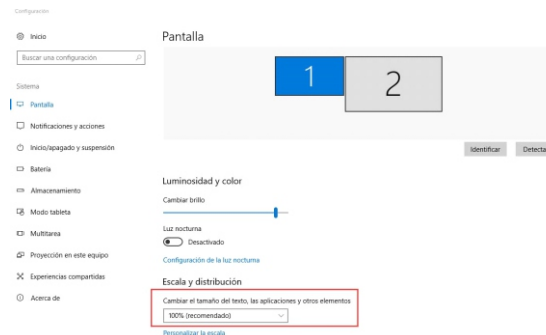 Configuración
Inicio
Buscar una configuración
Sistema
Pantalla
Notificaciones y acciones
Inicio/apagado y suspensión
Batería
Almacenamiento
Modo tableta
Multitarea
Proyección en este equipo
Experiencias compartidas
Acerca de
Pantalla
1
2
Identificar
Detecta
Luminosidad y color
Cambiar brillo
Luz nocturna
Desactivado
Configuración de la luz nocturna
Escala y distribución
Cambiar el tamaño del texto, las aplicaciones y otros elementos
100% (recomendado)
Personalizar la escala